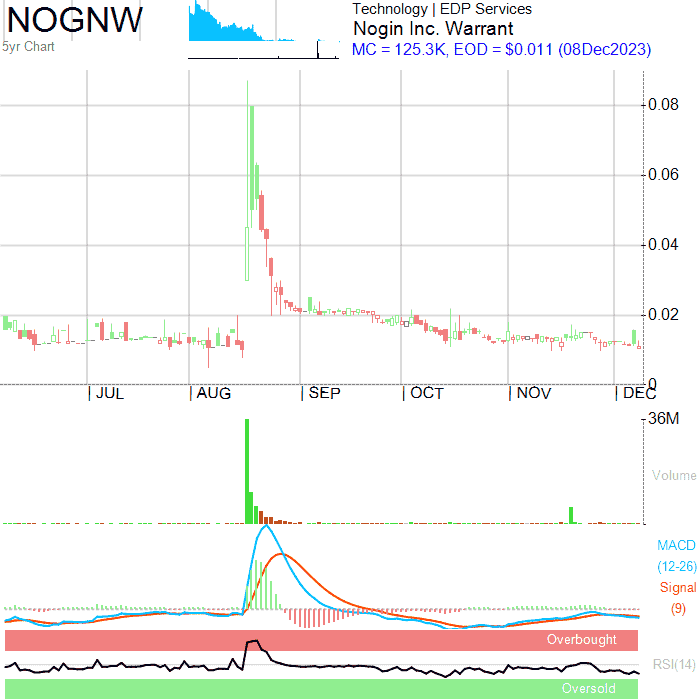 NOGNW
5yr Chart
Technology | EDP Services
Nogin Inc. Warrant
MC = 125.3K, EOD = $0.011 (08Dec2023)
0.08
0.06
0.04
0.02
0
| JUL | AUG | SEP | OCT | NOV | DEC
36M
Volume
MACD
(12-26)
Signal
(9)
Overbought
RSI(14)
Oversold